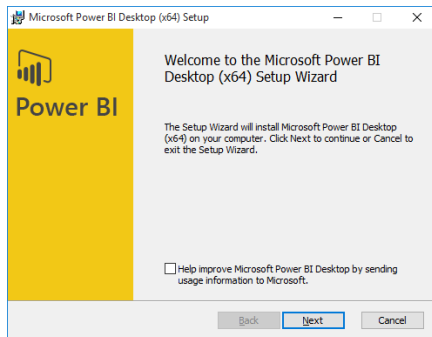 Microsoft Power BI Desktop (x64) Setup
Power BI
Welcome to the Microsoft Power BI
Desktop (x64) Setup Wizard
The Setup Wizard will install Microsoft Power BI Desktop
(x64) on your computer. Click Next to continue or Cancel to
exit the Setup Wizard.
Help improve Microsoft Power BI Desktop by sending
usage information to Microsoft.
Back Next Cancel